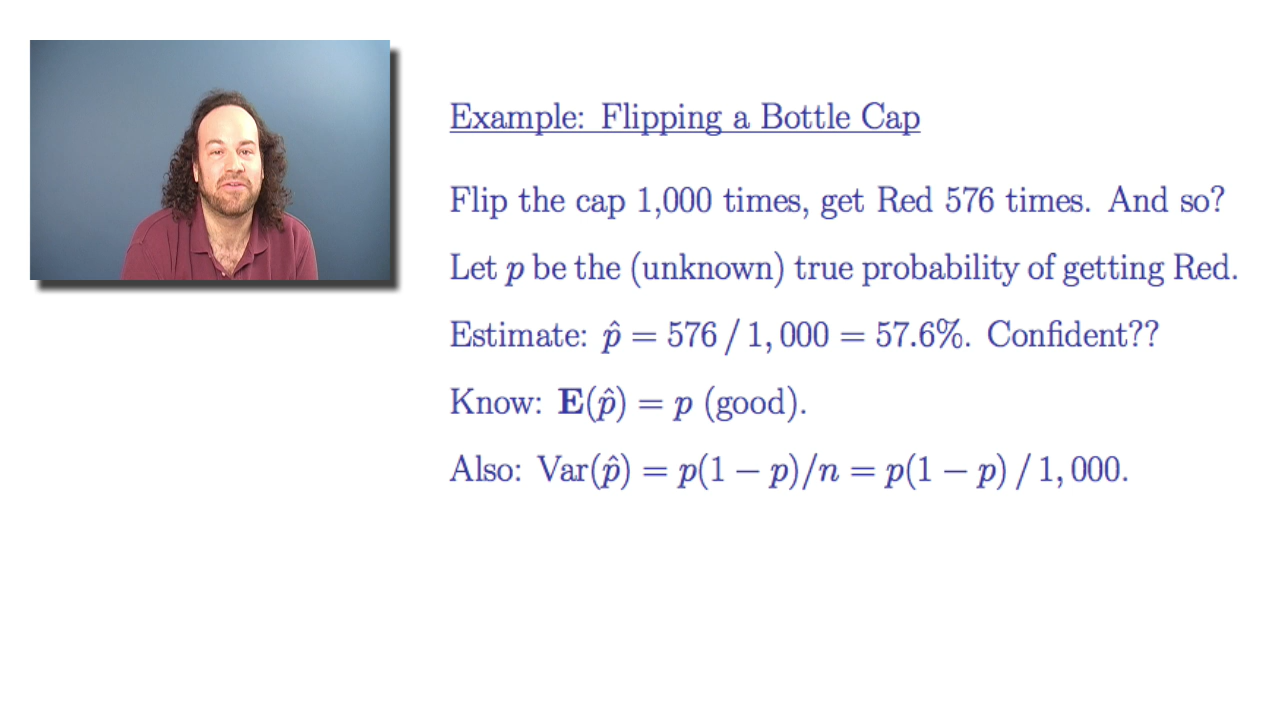 Example: Flipping a Bottle Cap
Flip the cap 1,000 times, get Red 576 times. And so?
Let p be the (unknown) true probability of getting Red.
Estimate: p̂ = 576 / 1,000 = 57.6%. Confident??
Know: E(p̂) = p (good).
Also: Var(p̂) = p(1 − p)/n = p(1 − p) / 1,000.